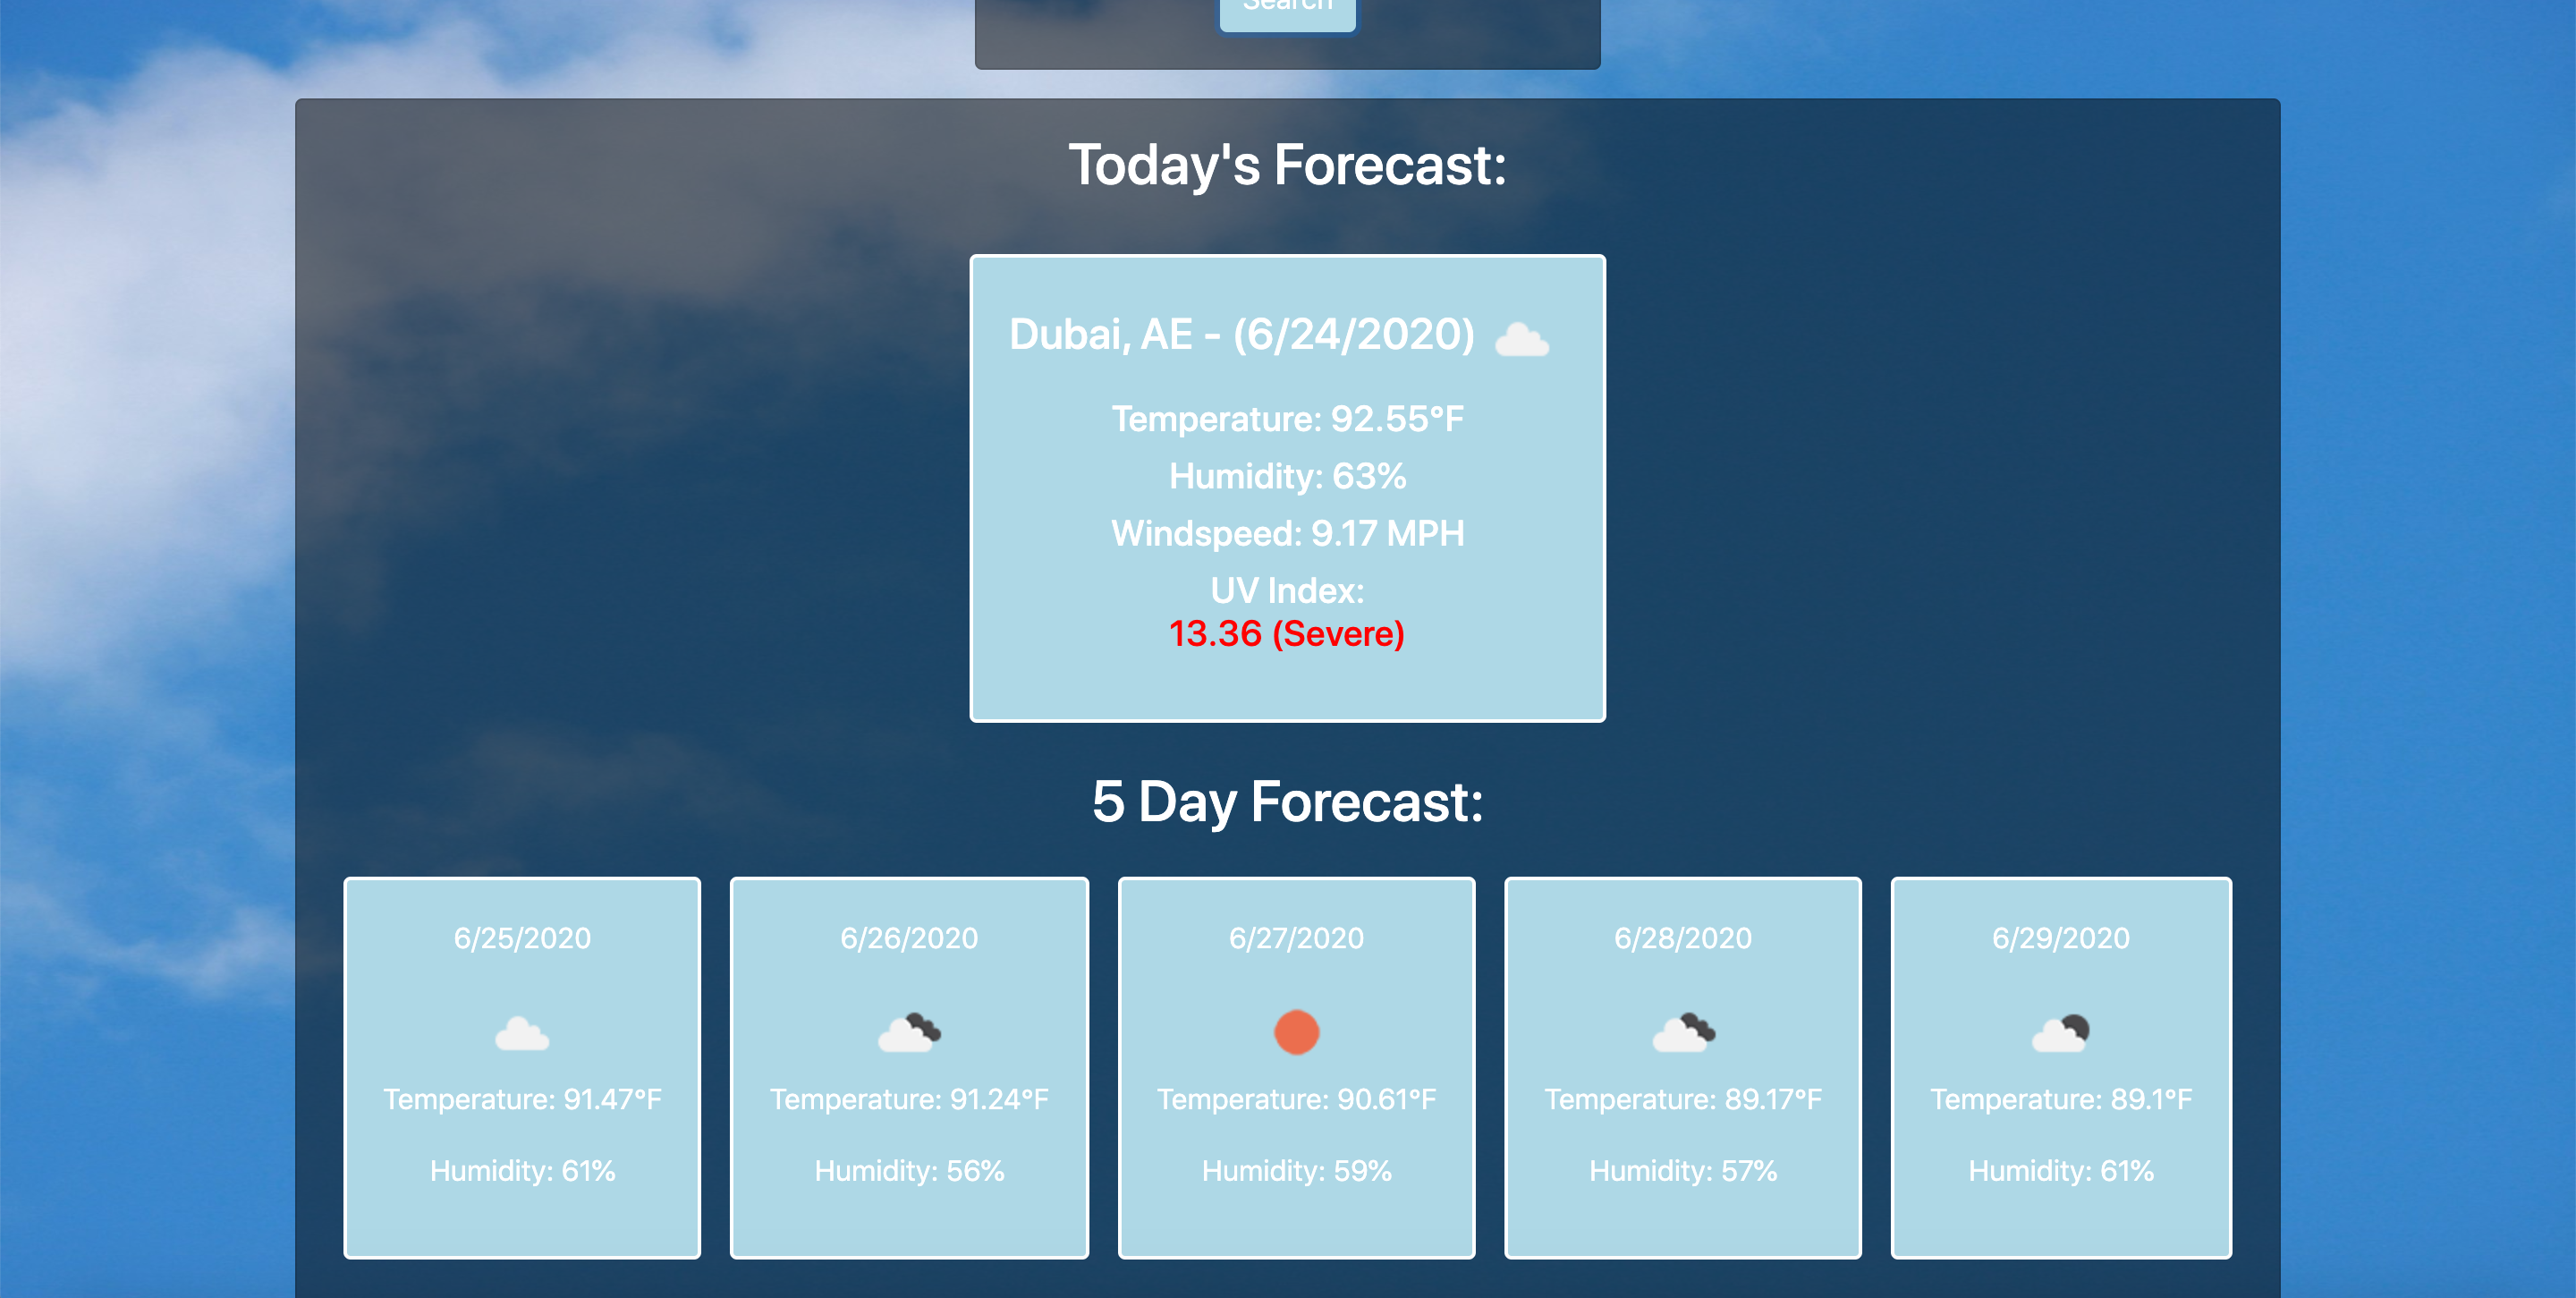 Search
Today's Forecast:
Dubai, AE - (6/24/2020)
Temperature: 92.55°F
Humidity: 63%
Windspeed: 9.17 MPH
UV Index:
13.36 (Severe)
5 Day Forecast:
6/25/2020
Temperature: 91.47°F
Humidity: 61%
6/26/2020
Temperature: 91.24°F
Humidity: 56%
6/27/2020
Temperature: 90.61°F
Humidity: 59%
6/28/2020
Temperature: 89.17°F
Humidity: 57%
6/29/2020
Temperature: 89.1°F
Humidity: 61%